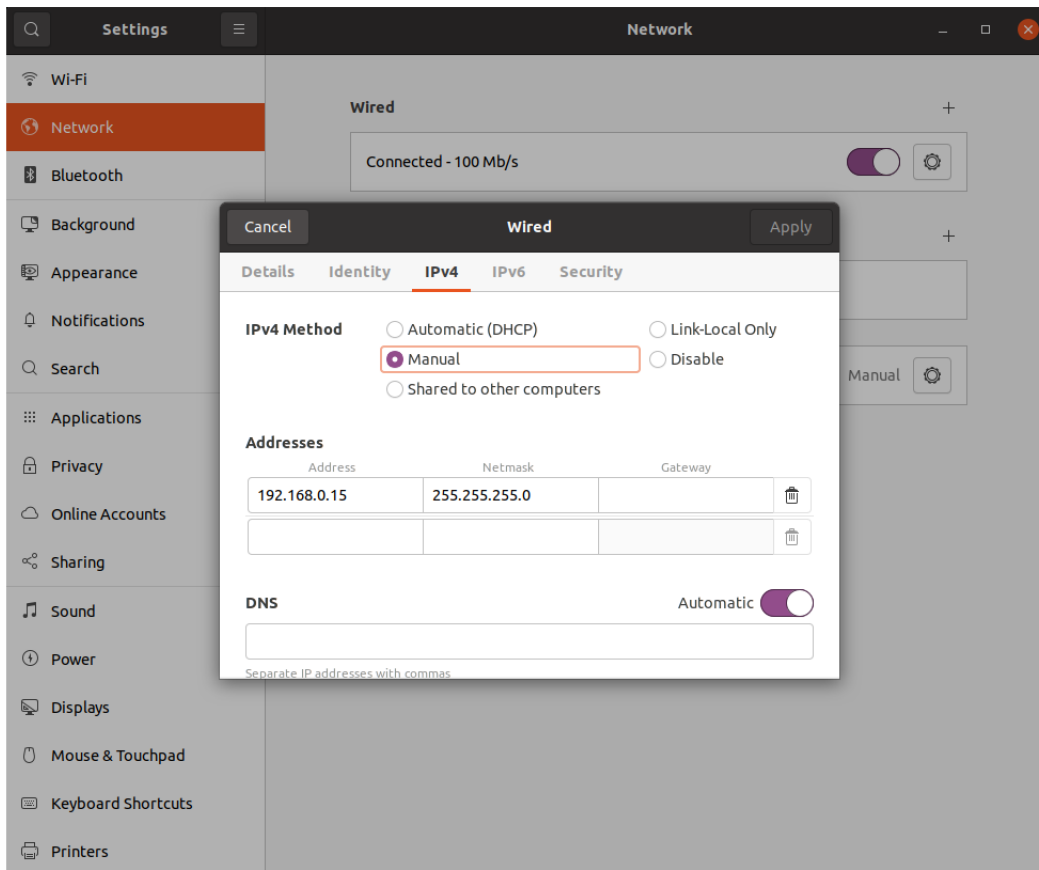 Settings
Network
Wi-Fi
Network
Bluetooth
Background
Appearance
Notifications
Search
Applications
Privacy
Online Accounts
Sharing
Sound
Power
Displays
Mouse & Touchpad
Keyboard Shortcuts
Printers
Wired
Connected - 100 Mb/s
Manual
Cancel
Wired
Apply
Details Identity IPv4 IPv6 Security
IPv4 Method
Automatic (DHCP)
Link-Local Only
Manual
Disable
Shared to other computers
Addresses
Address Netmask Gateway
192.168.0.15 255.255.255.0
DNS
Automatic
Separate IP addresses with commas